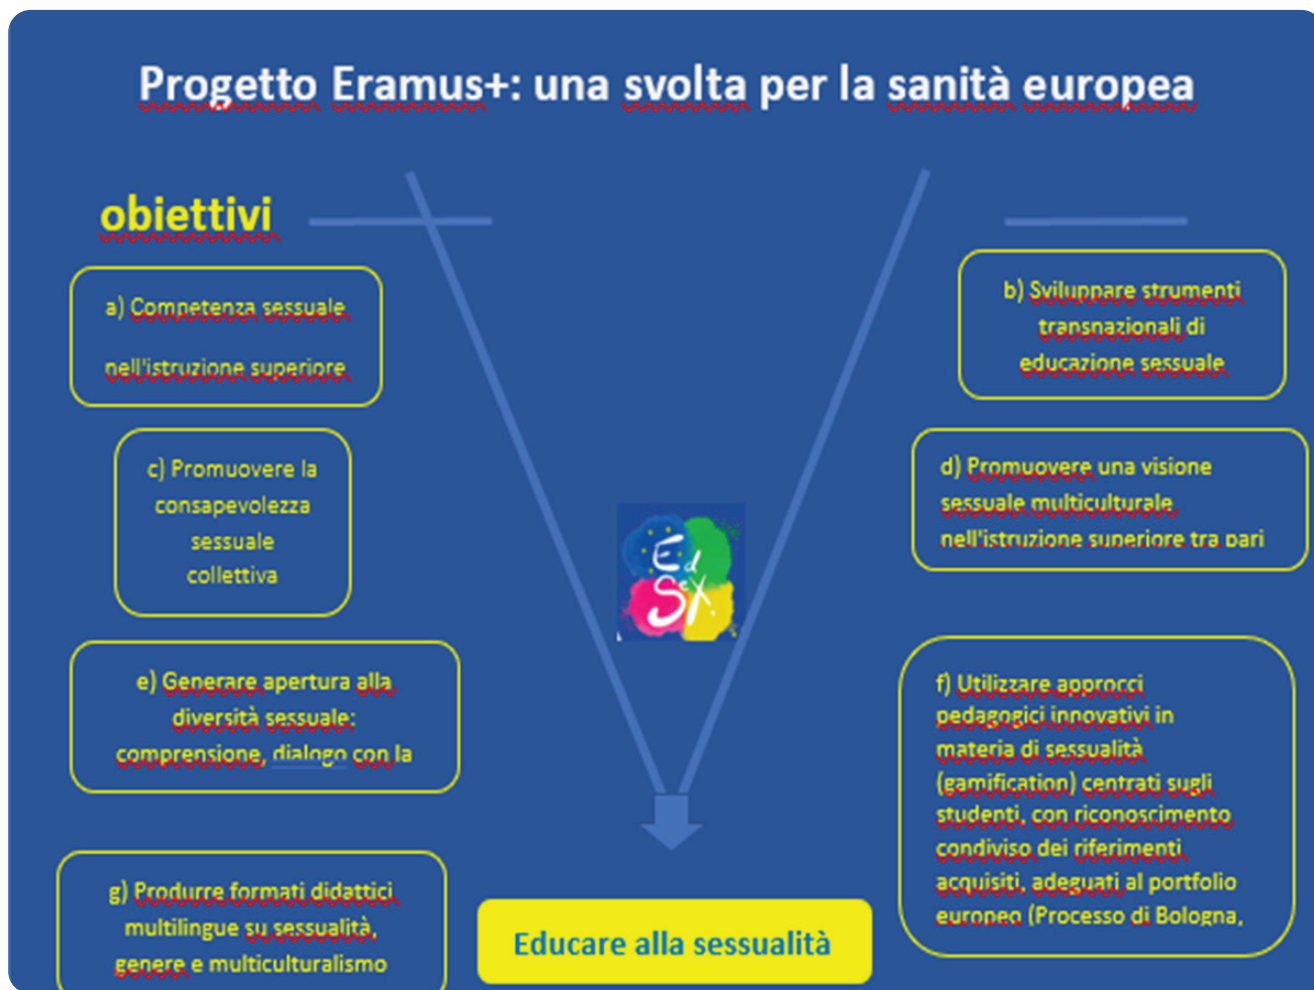 Progetto Eramus+: una svolta per la sanità europea
obiettivi
a) Competenza sessuale
nell'istruzione superiore
b) Sviluppare strumenti
transnazionali di
educazione sessuale
c) Promuovere la
consapevolezza
sessuale
collettiva
d) Promuovere una visione
sessuale multiculturale
nell'istruzione superiore tra pari
Ed
SeX.
e) Generare apertura alla
diversità sessuale:
comprensione, dialogo con la
f) Utilizzare approcci
pedagogici innovativi in
materia di sessualità
(gamification) centrati sugli
studenti, con riconoscimento
condiviso dei riferimenti
acquisiti, adeguati al portfolio
europeo (Processo di Bologna,
g) Produrre formati didattici
multilingue su sessualità,
genere e multiculturalismo
Educare alla sessualità